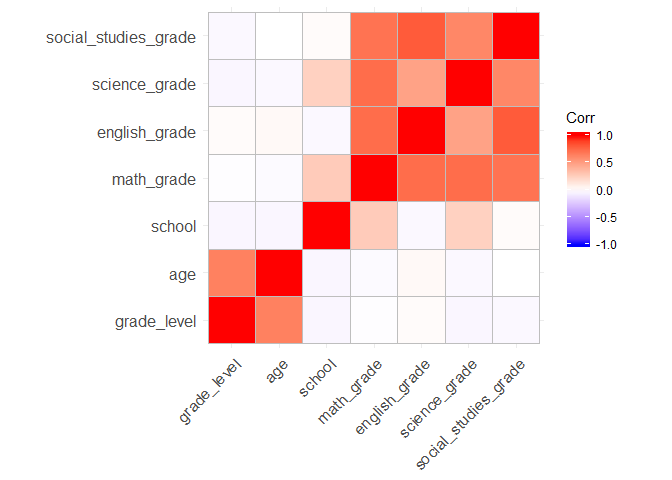 social_studies_grade
science_grade
english_grade
math_grade
school
age
grade_level
grade_level
age
school
math_grade
english_grade
science_grade
social_studies_grade
Corr
1.0
0.5
0.0
-0.5
-1.0